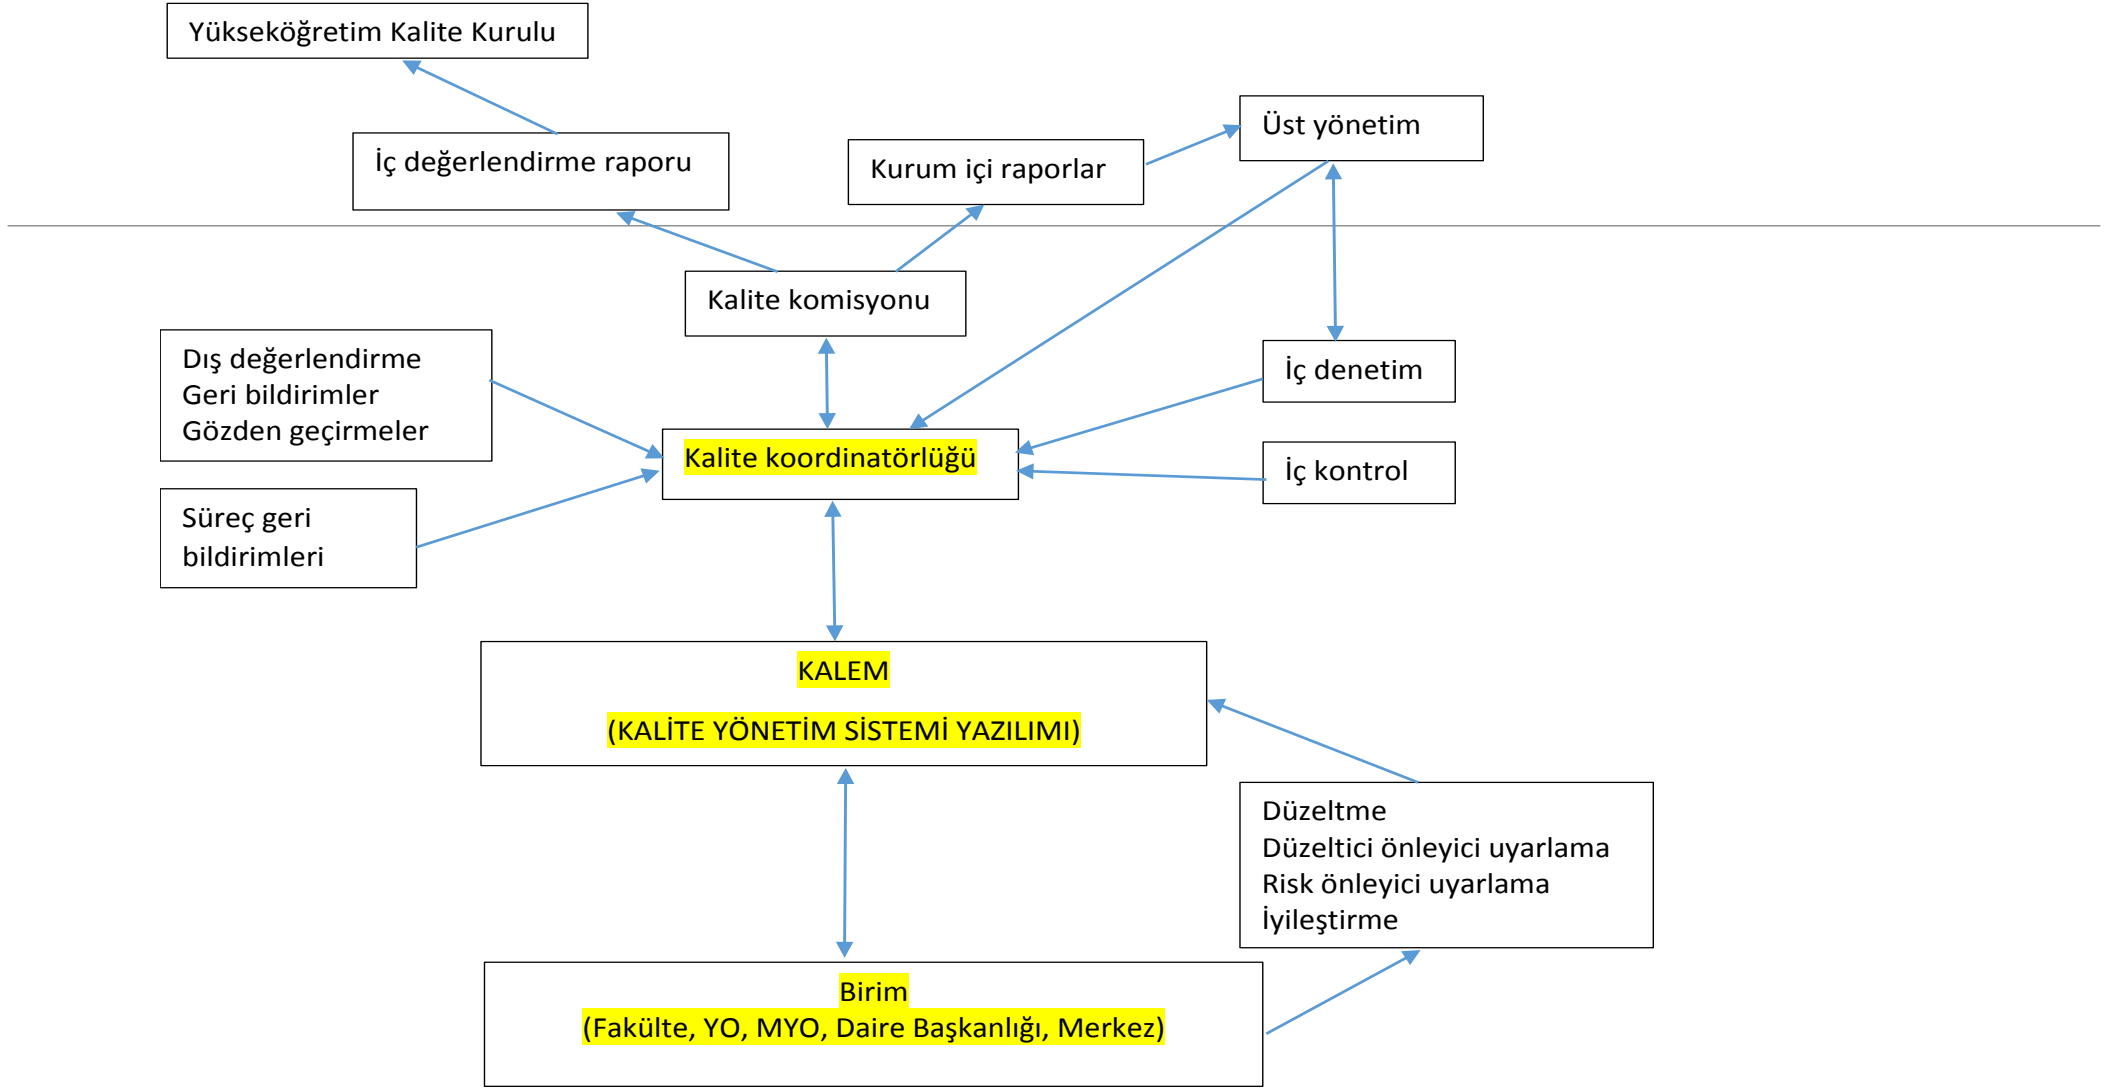 Yükseköğretim Kalite Kurulu
Üst yönetim
İç değerlendirme raporu
Kurum içi raporlar
Kalite komisyonu
Dış değerlendirme
Geri bildirimler
Gözden geçirmeler
İç denetim
Kalite koordinatörlüğü
İç kontrol
Süreç geri
bildirimleri
KALEM
(KALİTE YÖNETİM SİSTEMİ YAZILIMI)
Düzeltme
Düzeltici önleyici uyarlama
Risk önleyici uyarlama
İyileştirme
Birim
(Fakülte, YO, MYO, Daire Başkanlığı, Merkez)